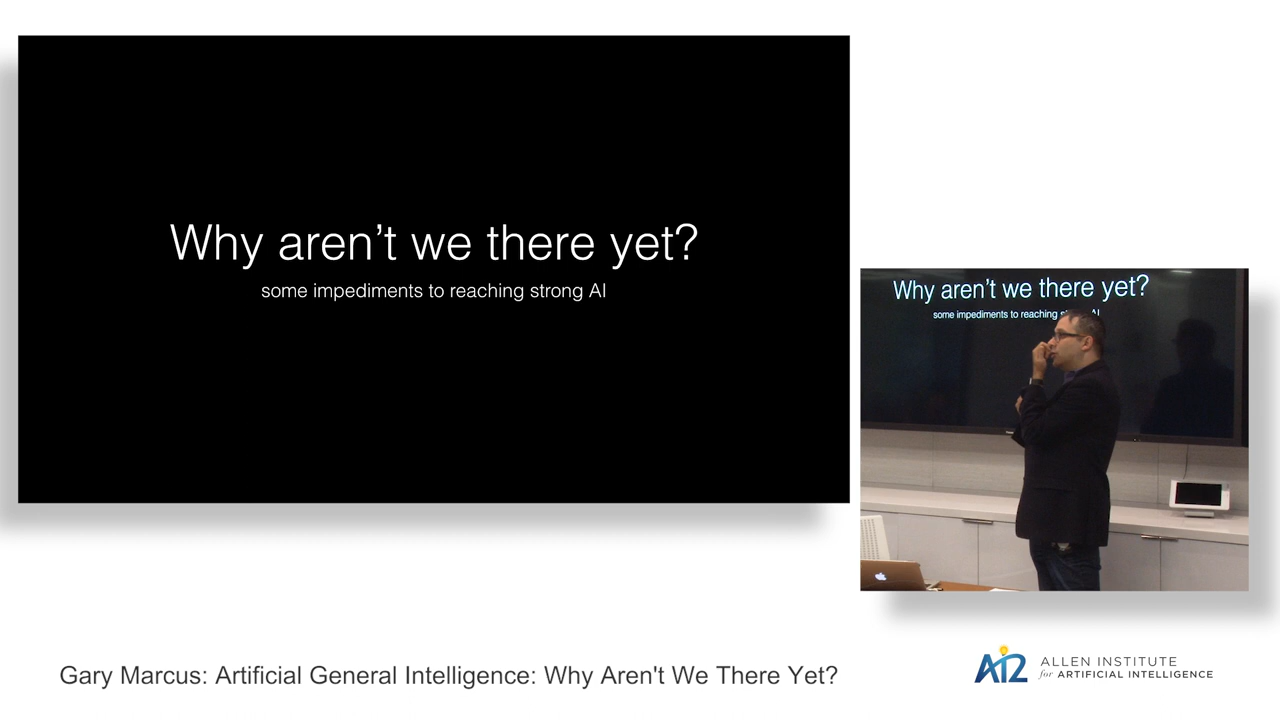 Why aren't we there yet?
some impediments to reaching strong AI
Why aren't we there yet?
some impediments to reaching AI
Gary Marcus: Artificial General Intelligence: Why Aren't We There Yet?
AI2 ALLEN INSTITUTE
for ARTIFICIAL INTELLIGENCE